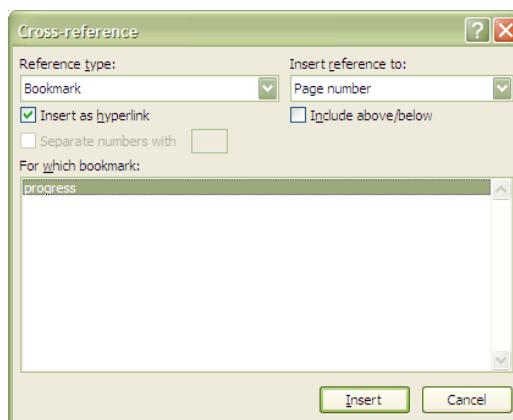 Cross-reference
Reference type:
Insert reference to:
Bookmark
Page number
Insert as hyperlink
Include above/below
Separate numbers with
For which bookmark:
progress
Insert
Cancel